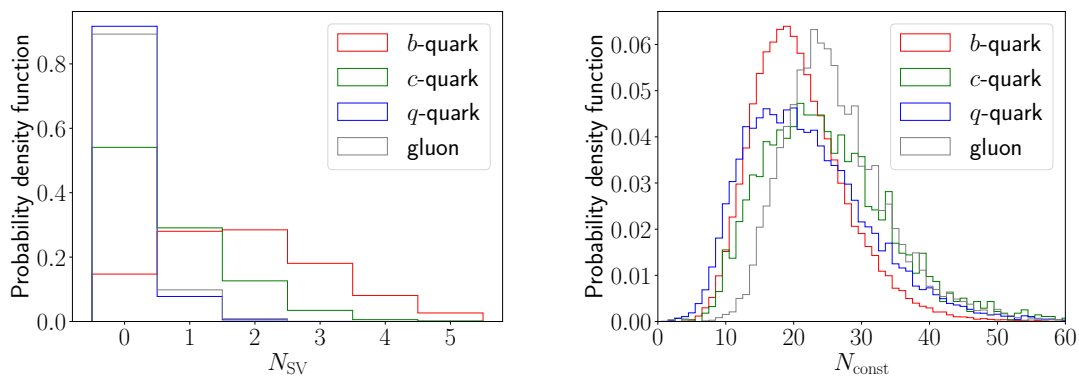 Probability density function
0.8
0.6
0.4
0.2
0.0
0 1 2 3 4 5
N_SV
b-quark
c-quark
q-quark
gluon
Probability density function
0.06
0.05
0.04
0.03
0.02
0.01
0.00
0 10 20 30 40 50 60
N_const
b-quark
c-quark
q-quark
gluon